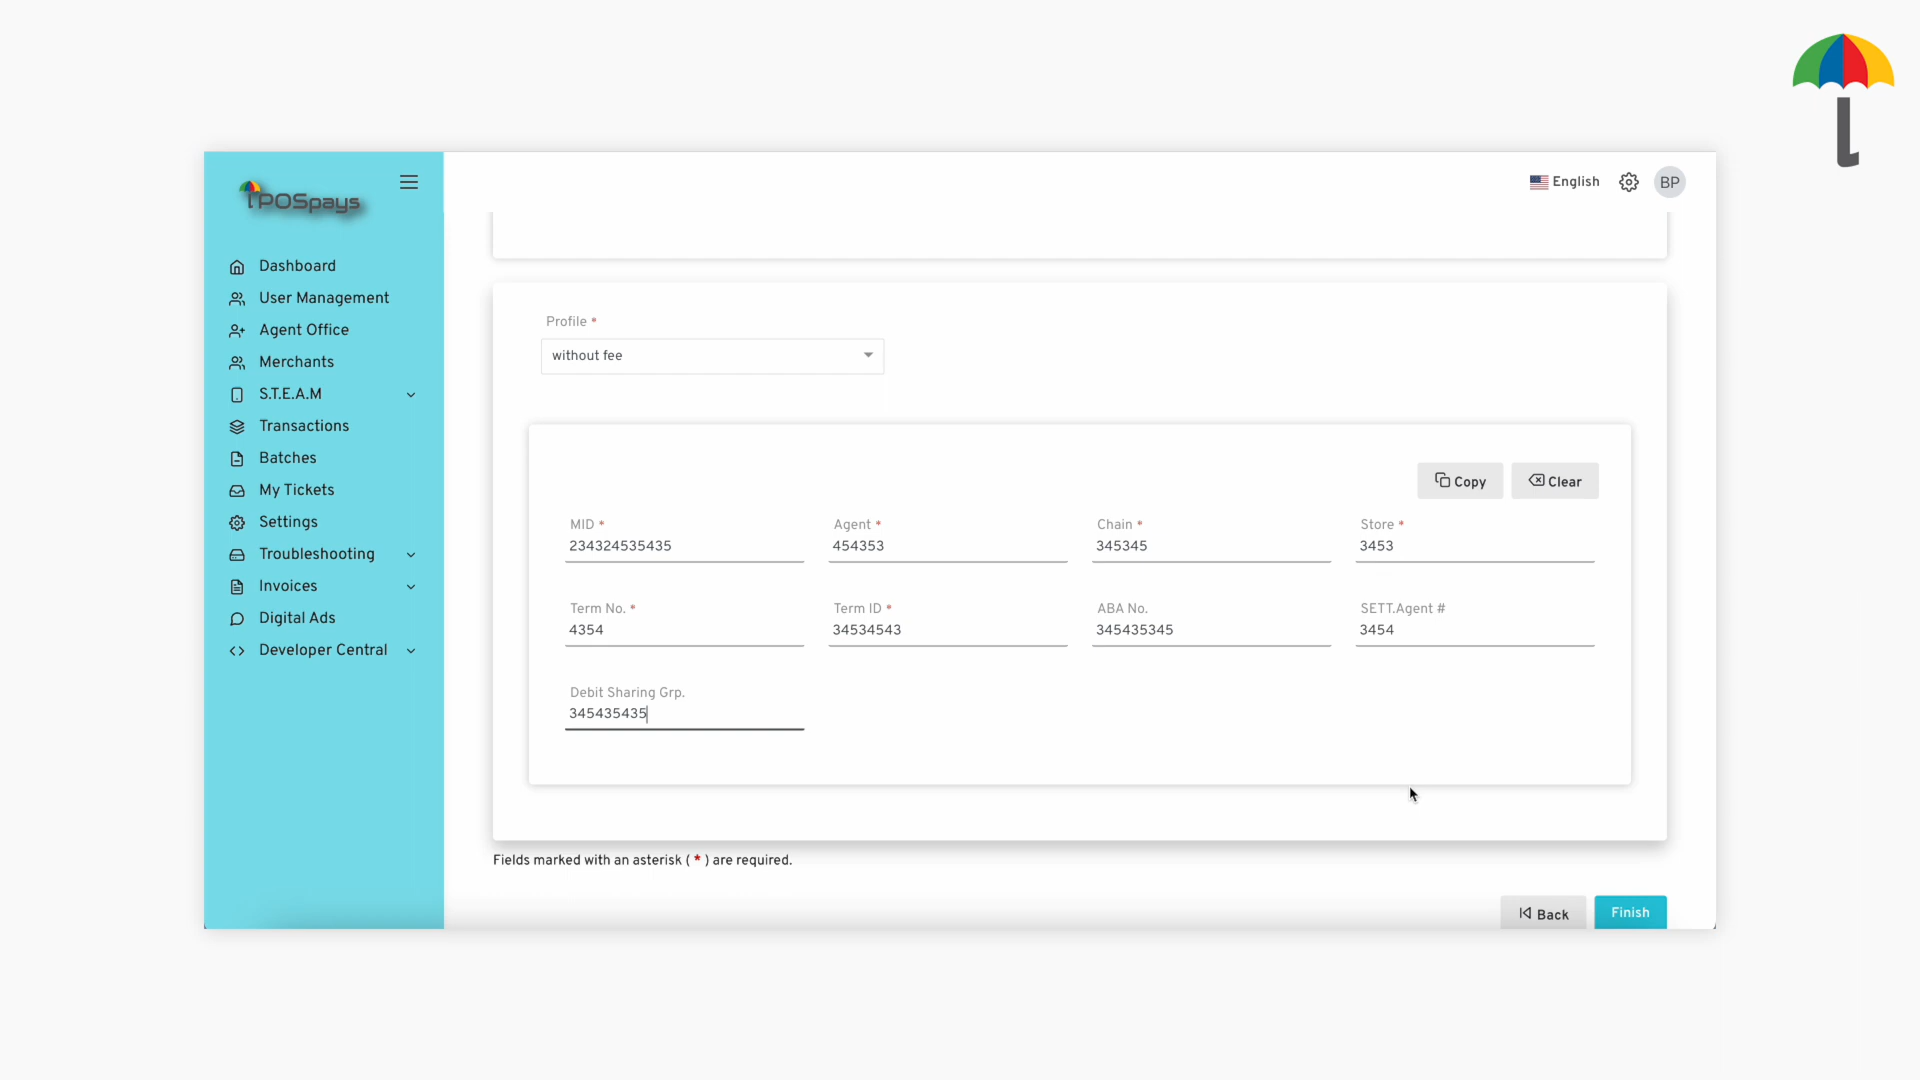 iPOSpays
English
BP
Dashboard
User Management
Agent Office
Merchants
S.T.E.A.M
Transactions
Batches
My Tickets
Settings
Troubleshooting
Invoices
Digital Ads
Developer Central
Profile *
without fee
Copy
Clear
MID * Agent * Chain * Store *
234324535435 454353 345345 3453
Term No. * Term ID * ABA No. SETT.Agent #
4354 34534543 345435345 3454
Debit Sharing Grp.
345435435
Fields marked with an asterisk ( * ) are required.
Back
Finish